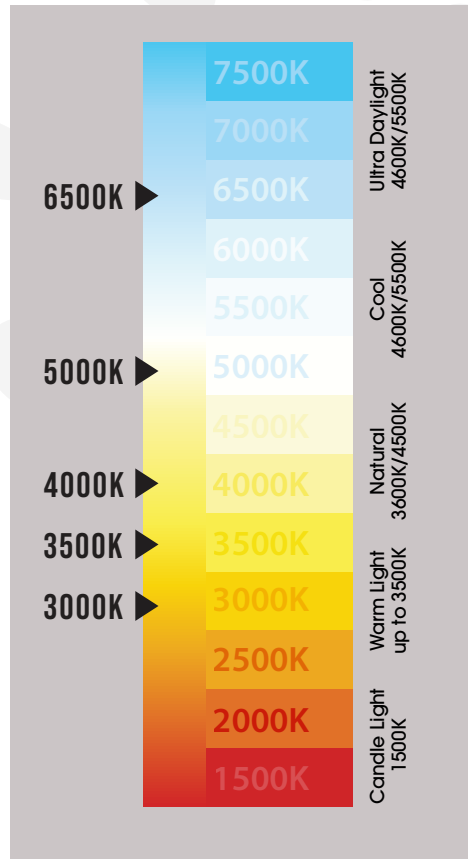 7500K
7000K
6500K
6000K
5500K
5000K
4500K
4000K
3500K
3000K
2500K
2000K
1500K
6500K
5000K
4000K
3500K
3000K
Ultra Daylight
4600K/5500K
Cool
4600K/5500K
Natural
3600K/4500K
Warm Light
up to 3500K
Candle Light
1500K